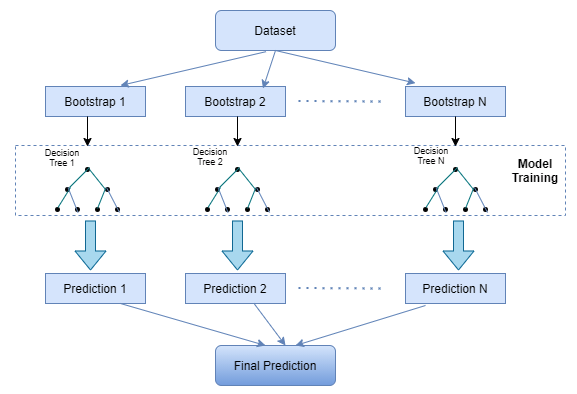 Dataset
Bootstrap 1
Bootstrap 2
Bootstrap N
Decision
Tree 1
Decision
Tree 2
Decision
Tree N
Model
Training
Prediction 1
Prediction 2
Prediction N
Final Prediction